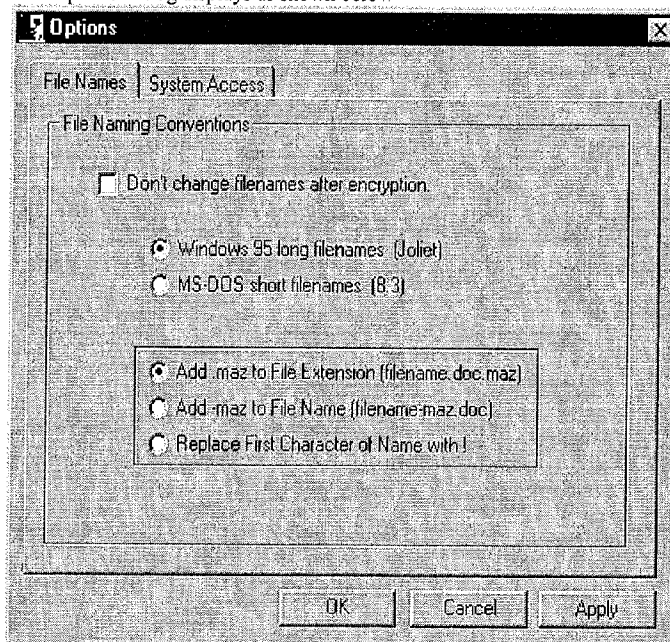 Options
File Names System Access
File Naming Conventions
Don't change filenames after encryption.
Windows 95 long filenames (Joliet)
MS-DOS short filenames (8.3)
Add .maz to File Extension (filename.doc.maz)
Add -maz to File Name (filename-maz.doc)
Replace First Character of Name with !
OK Cancel Apply